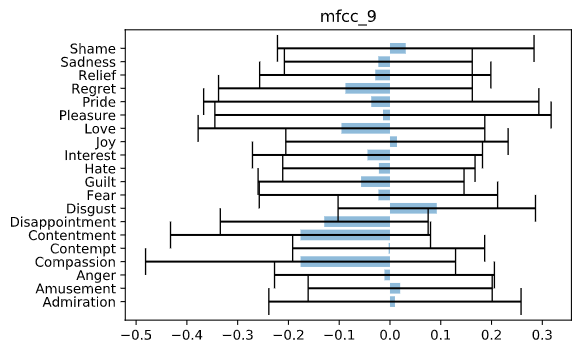 mfcc_9
Shame
Sadness
Relief
Regret
Pride
Pleasure
Love
Joy
Interest
Hate
Guilt
Fear
Disgust
Disappointment
Contentment
Contempt
Compassion
Anger
Amusement
Admiration
−0.5 −0.4 −0.3 −0.2 −0.1 0.0 0.1 0.2 0.3